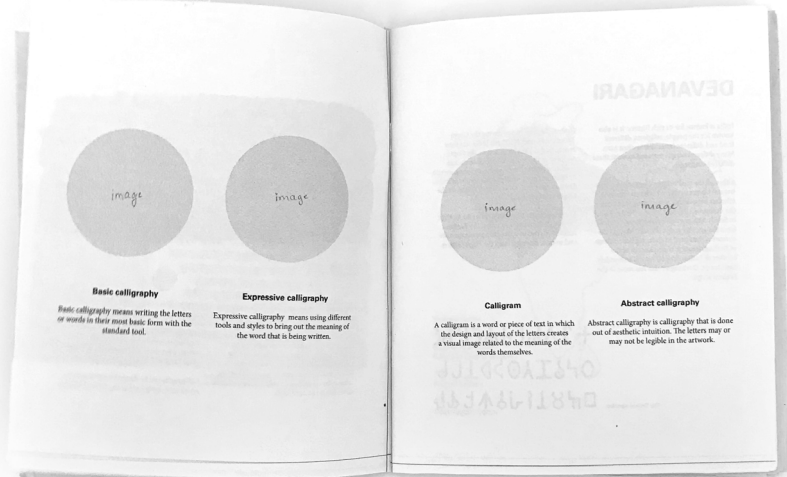 image
Basic calligraphy
Basic calligraphy means writing the letters
or words in their most basic form with the
standard tool.
image
Expressive calligraphy
Expressive calligraphy means using different
tools and styles to bring out the meaning of
the word that is being written.
image
Calligram
A calligram is a word or piece of text in which
the design and layout of the letters creates
a visual image related to the meaning of the
words themselves.
image
Abstract calligraphy
Abstract calligraphy is calligraphy that is done
out of aesthetic intuition. The letters may or
may not be legible in the artwork.
DEVANAGARI